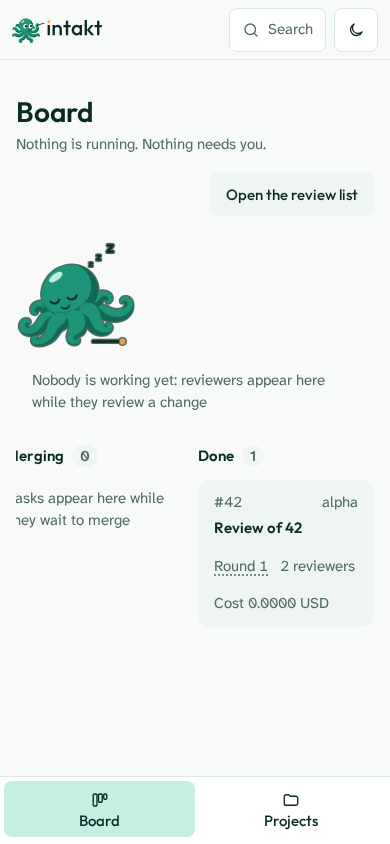 intakt
Search
Board
Nothing is running. Nothing needs you.
Open the review list
z z z
Nobody is working yet: reviewers appear here
while they review a change
erging 0
asks appear here while
hey wait to merge
Done 1
#42 alpha
Review of 42
Round 1 2 reviewers
Cost 0.0000 USD
Board
Projects